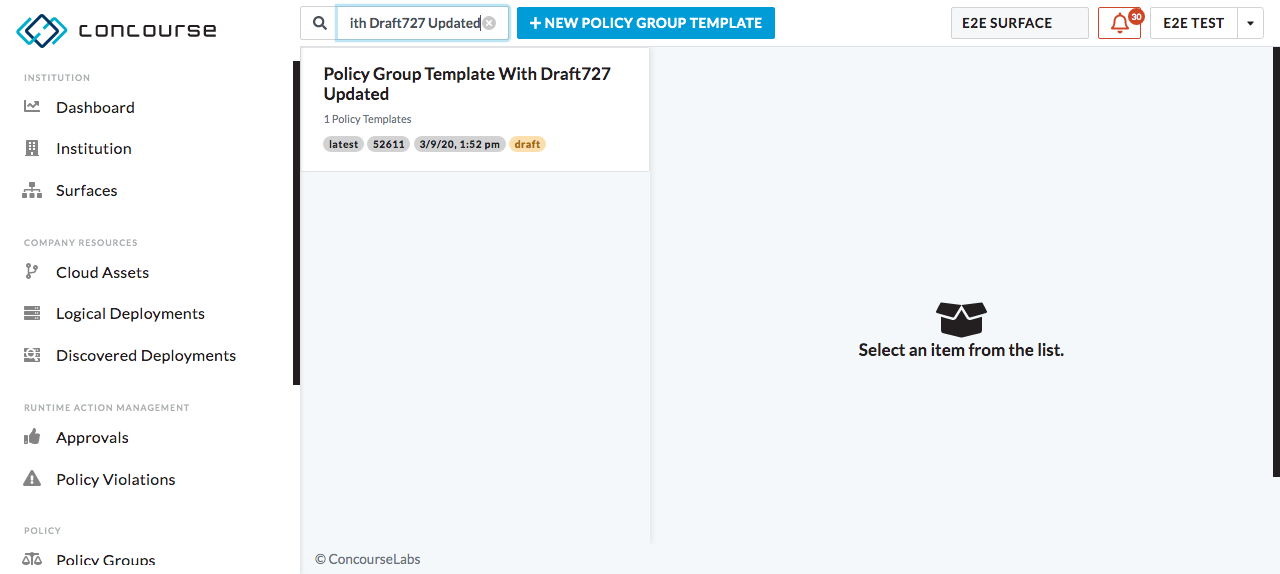 concourse
ith Draft727 Updated
+ NEW POLICY GROUP TEMPLATE
E2E SURFACE
30
E2E TEST
INSTITUTION
Dashboard
Institution
Surfaces
COMPANY RESOURCES
Cloud Assets
Logical Deployments
Discovered Deployments
RUNTIME ACTION MANAGEMENT
Approvals
Policy Violations
POLICY
Policy Groups
Policy Group Template With Draft727
Updated
1 Policy Templates
latest 52611 3/9/20, 1:52 pm draft
Select an item from the list.
© ConcourseLabs